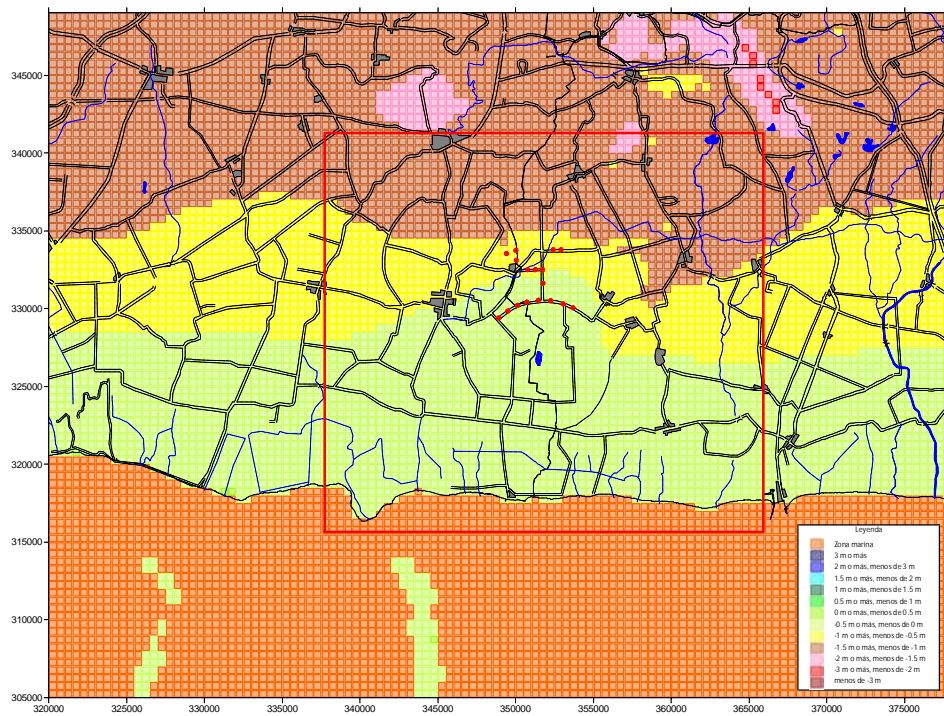 345000
340000
335000
330000
325000
320000
315000
310000
305000
320000 325000 330000 335000 340000 345000 350000 355000 360000 365000 370000 375000
Leyenda
Zona marina
3 m o más
2 m o más, menos de 3 m
1.5 m o más, menos de 2 m
1 m o más, menos de 1.5 m
0.5 m o más, menos de 1 m
0 m o más, menos de 0.5 m
-0.5 m o más, menos de 0 m
-1 m o más, menos de -0.5 m
-1.5 m o más, menos de -1 m
-2 m o más, menos de -1.5 m
-3 m o más, menos de -2 m
menos de -3 m